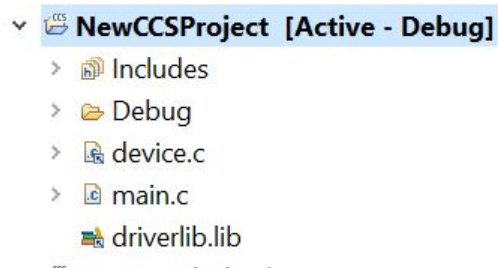 NewCCSProject [Active - Debug]
Includes
Debug
device.c
main.c
driverlib.lib